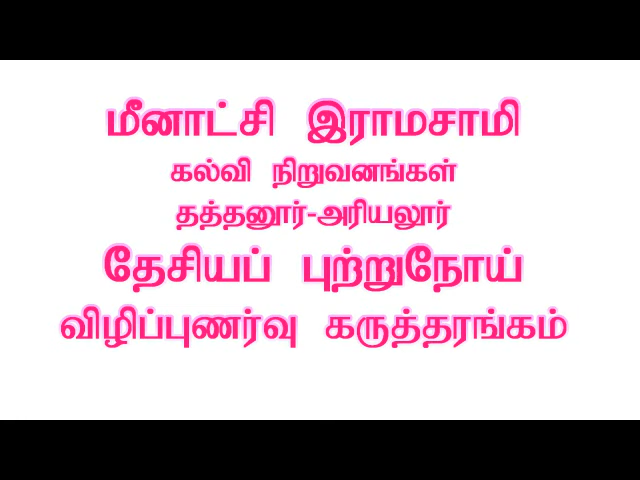 மீனாட்சி இராமசாமி
கல்வி நிறுவனங்கள்
தத்தனூர்-அரியலூர்
தேசியப் புற்றுநோய்
விழிப்புணர்வு கருத்தரங்கம்